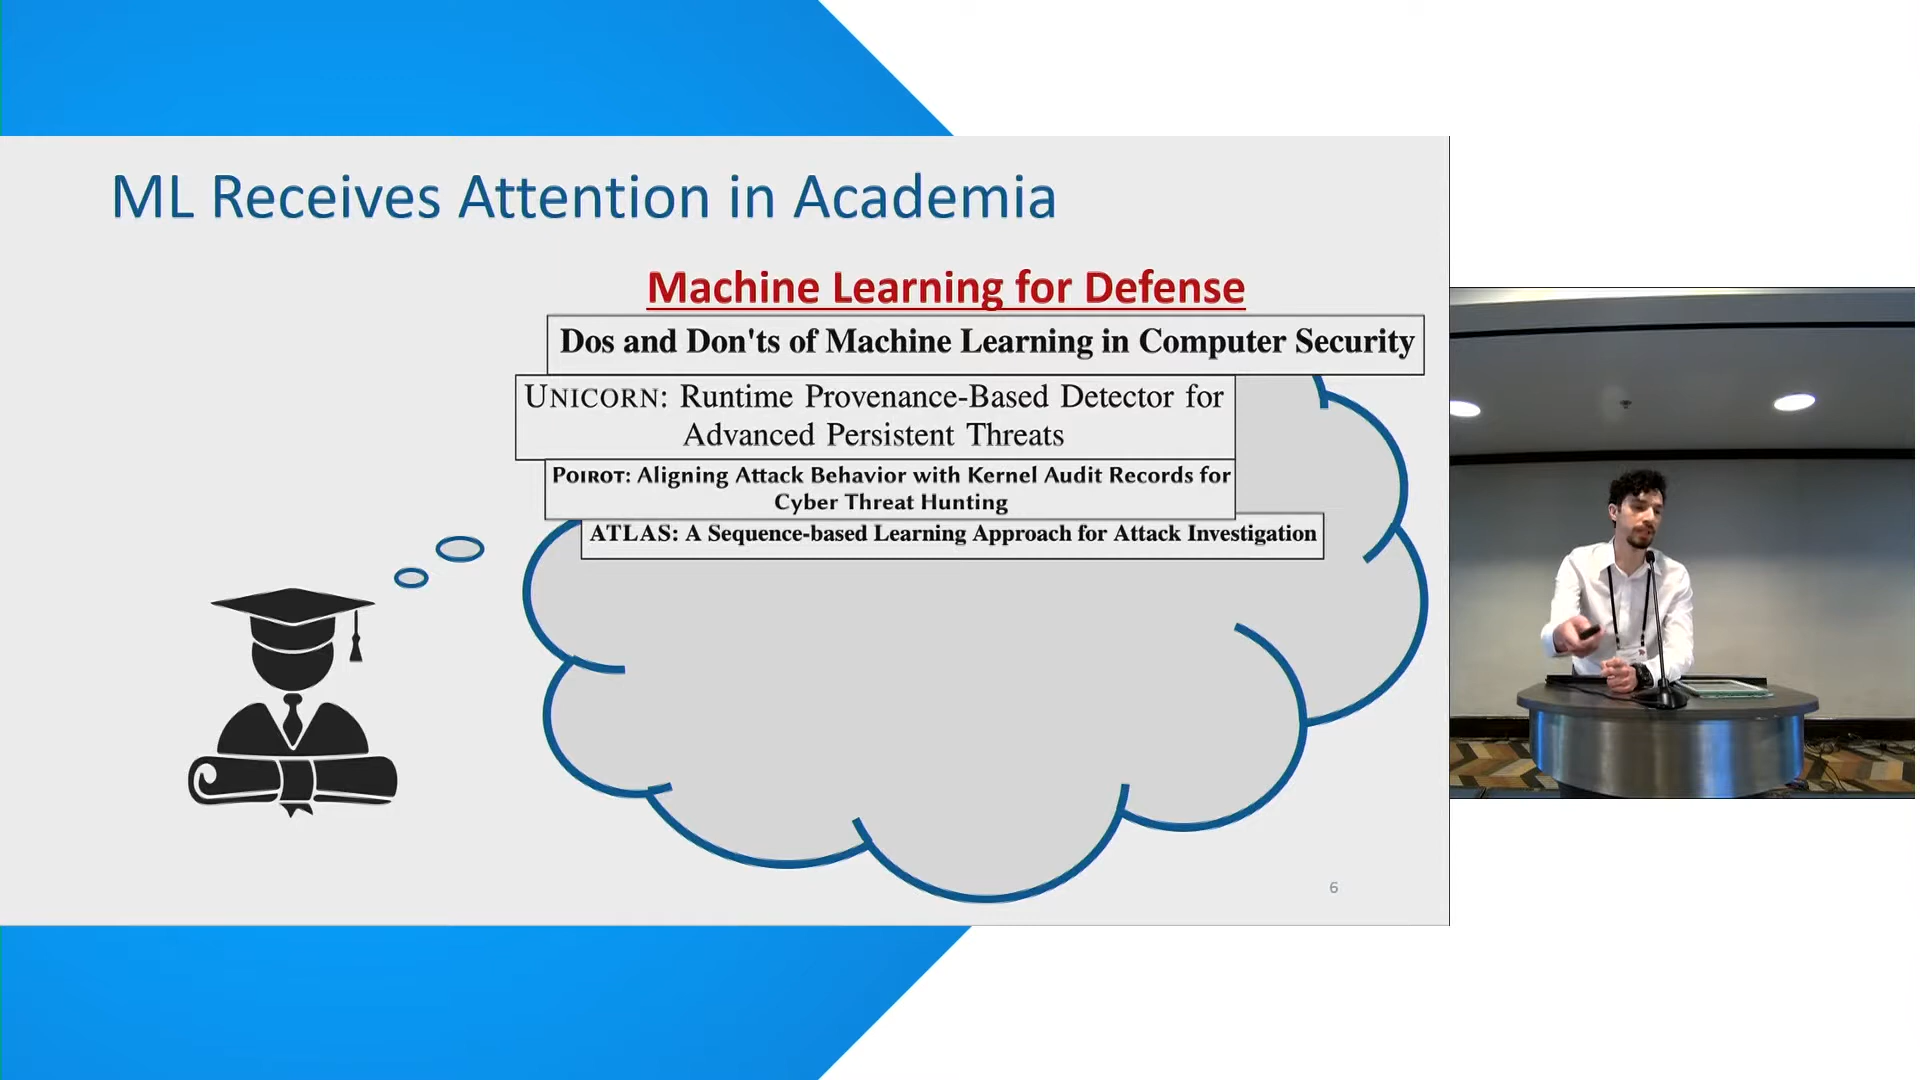 ML Receives Attention in Academia
Machine Learning for Defense
Dos and Don'ts of Machine Learning in Computer Security
UNICORN: Runtime Provenance-Based Detector for
Advanced Persistent Threats
POIROT: Aligning Attack Behavior with Kernel Audit Records for
Cyber Threat Hunting
ATLAS: A Sequence-based Learning Approach for Attack Investigation
6